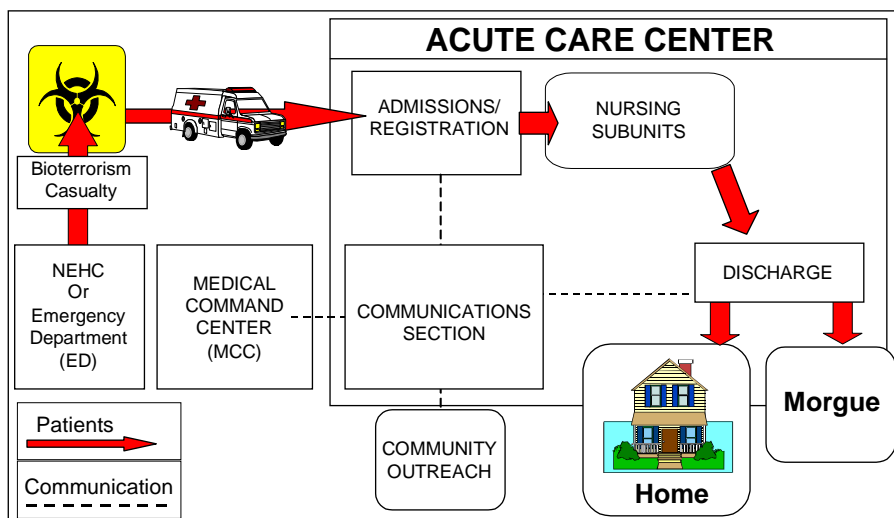 ACUTE CARE CENTER
ADMISSIONS/
REGISTRATION
NURSING
SUBUNITS
Bioterrorism
Casualty
NEHC
Or
Emergency
Department
(ED)
MEDICAL
COMMAND
CENTER
(MCC)
COMMUNICATIONS
SECTION
DISCHARGE
Home
Morgue
COMMUNITY
OUTREACH
Patients
Communication